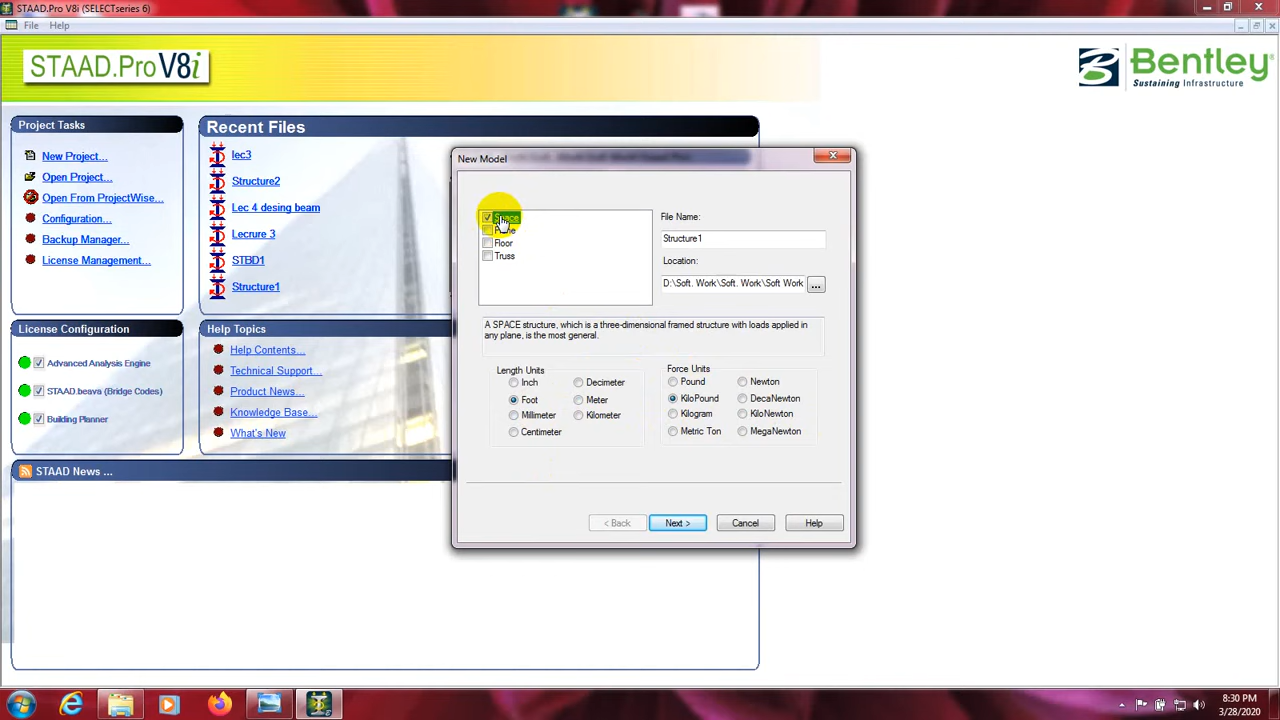 STAAD.Pro V8i (SELECTseries 6)
File Help
STAAD.ProV8i
Bentley
Sustaining Infrastructure
Project Tasks
New Project...
Open Project...
Open From ProjectWise...
Configuration...
Backup Manager...
License Management...
Recent Files
lec3
Structure2
Lec 4 desing beam
Lecrure 3
STBD1
Structure1
License Configuration
Advanced Analysis Engine
STAAD.beava (Bridge Codes)
Building Planner
Help Topics
Help Contents...
Technical Support...
Product News...
Knowledge Base...
What's New
STAAD News ...
New Model
Space
Plane
Floor
Truss
File Name:
Structure1
Location:
D:\Soft. Work\Soft. Work\Soft Work
...
A SPACE structure, which is a three-dimensional framed structure with loads applied in
any plane, is the most general.
Length Units
Inch Decimeter
Foot Meter
Millimeter Kilometer
Centimeter
Force Units
Pound Newton
KiloPound DecaNewton
Kilogram KiloNewton
Metric Ton MegaNewton
< Back Next > Cancel Help
8:30 PM
3/28/2020